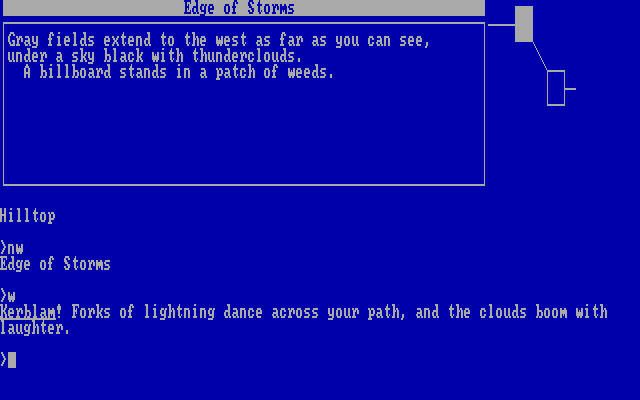 Edge of Storms
Gray fields extend to the west as far as you can see,
under a sky black with thunderclouds.
A billboard stands in a patch of weeds.
Hilltop
>nw
Edge of Storms
>w
Kerblam! Forks of lightning dance across your path, and the clouds boom with
laughter.
>